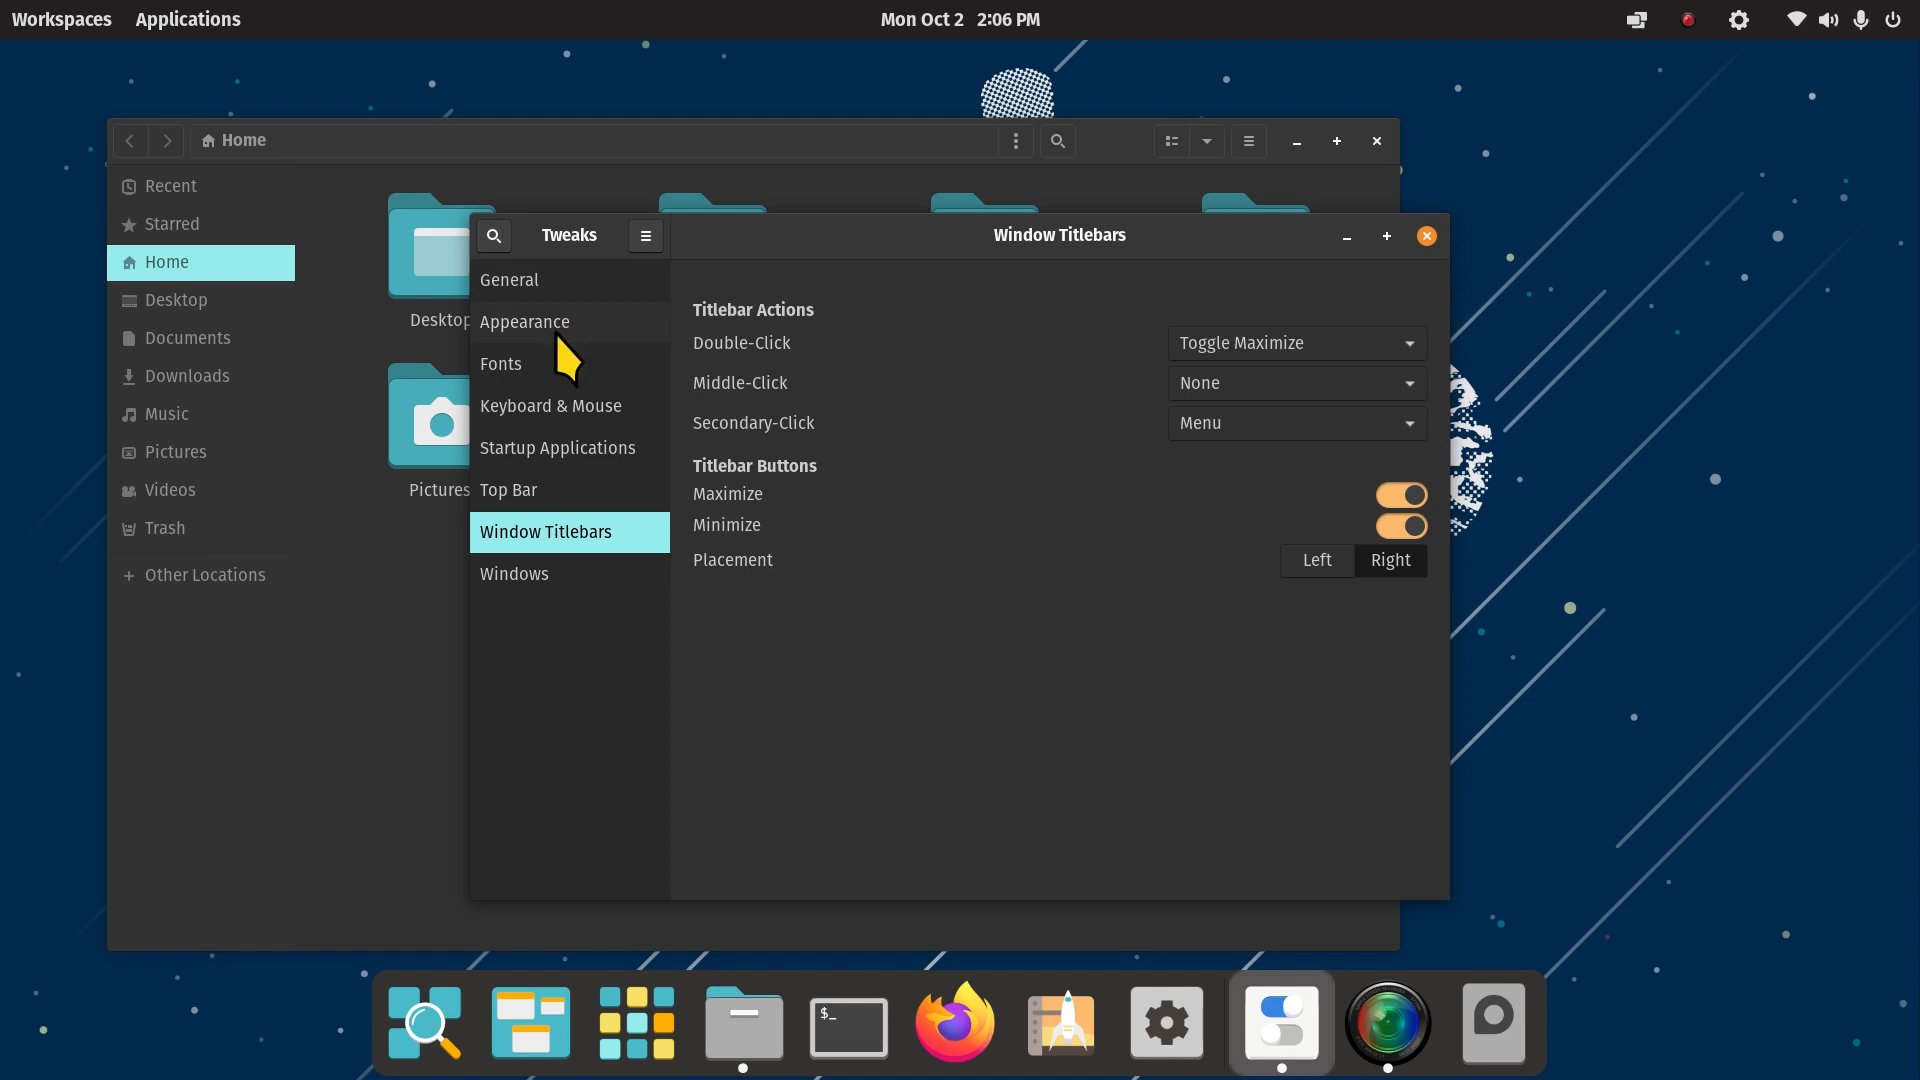 Workspaces Applications Mon Oct 2 2:06 PM
Home
Recent
Starred
Home
Desktop
Documents
Downloads
Music
Pictures
Videos
Trash
Other Locations
Desktop
Pictures
Tweaks Window Titlebars
General
Appearance
Fonts
Keyboard & Mouse
Startup Applications
Top Bar
Window Titlebars
Windows
Titlebar Actions
Double-Click Toggle Maximize
Middle-Click None
Secondary-Click Menu
Titlebar Buttons
Maximize
Minimize
Placement Left Right
$_